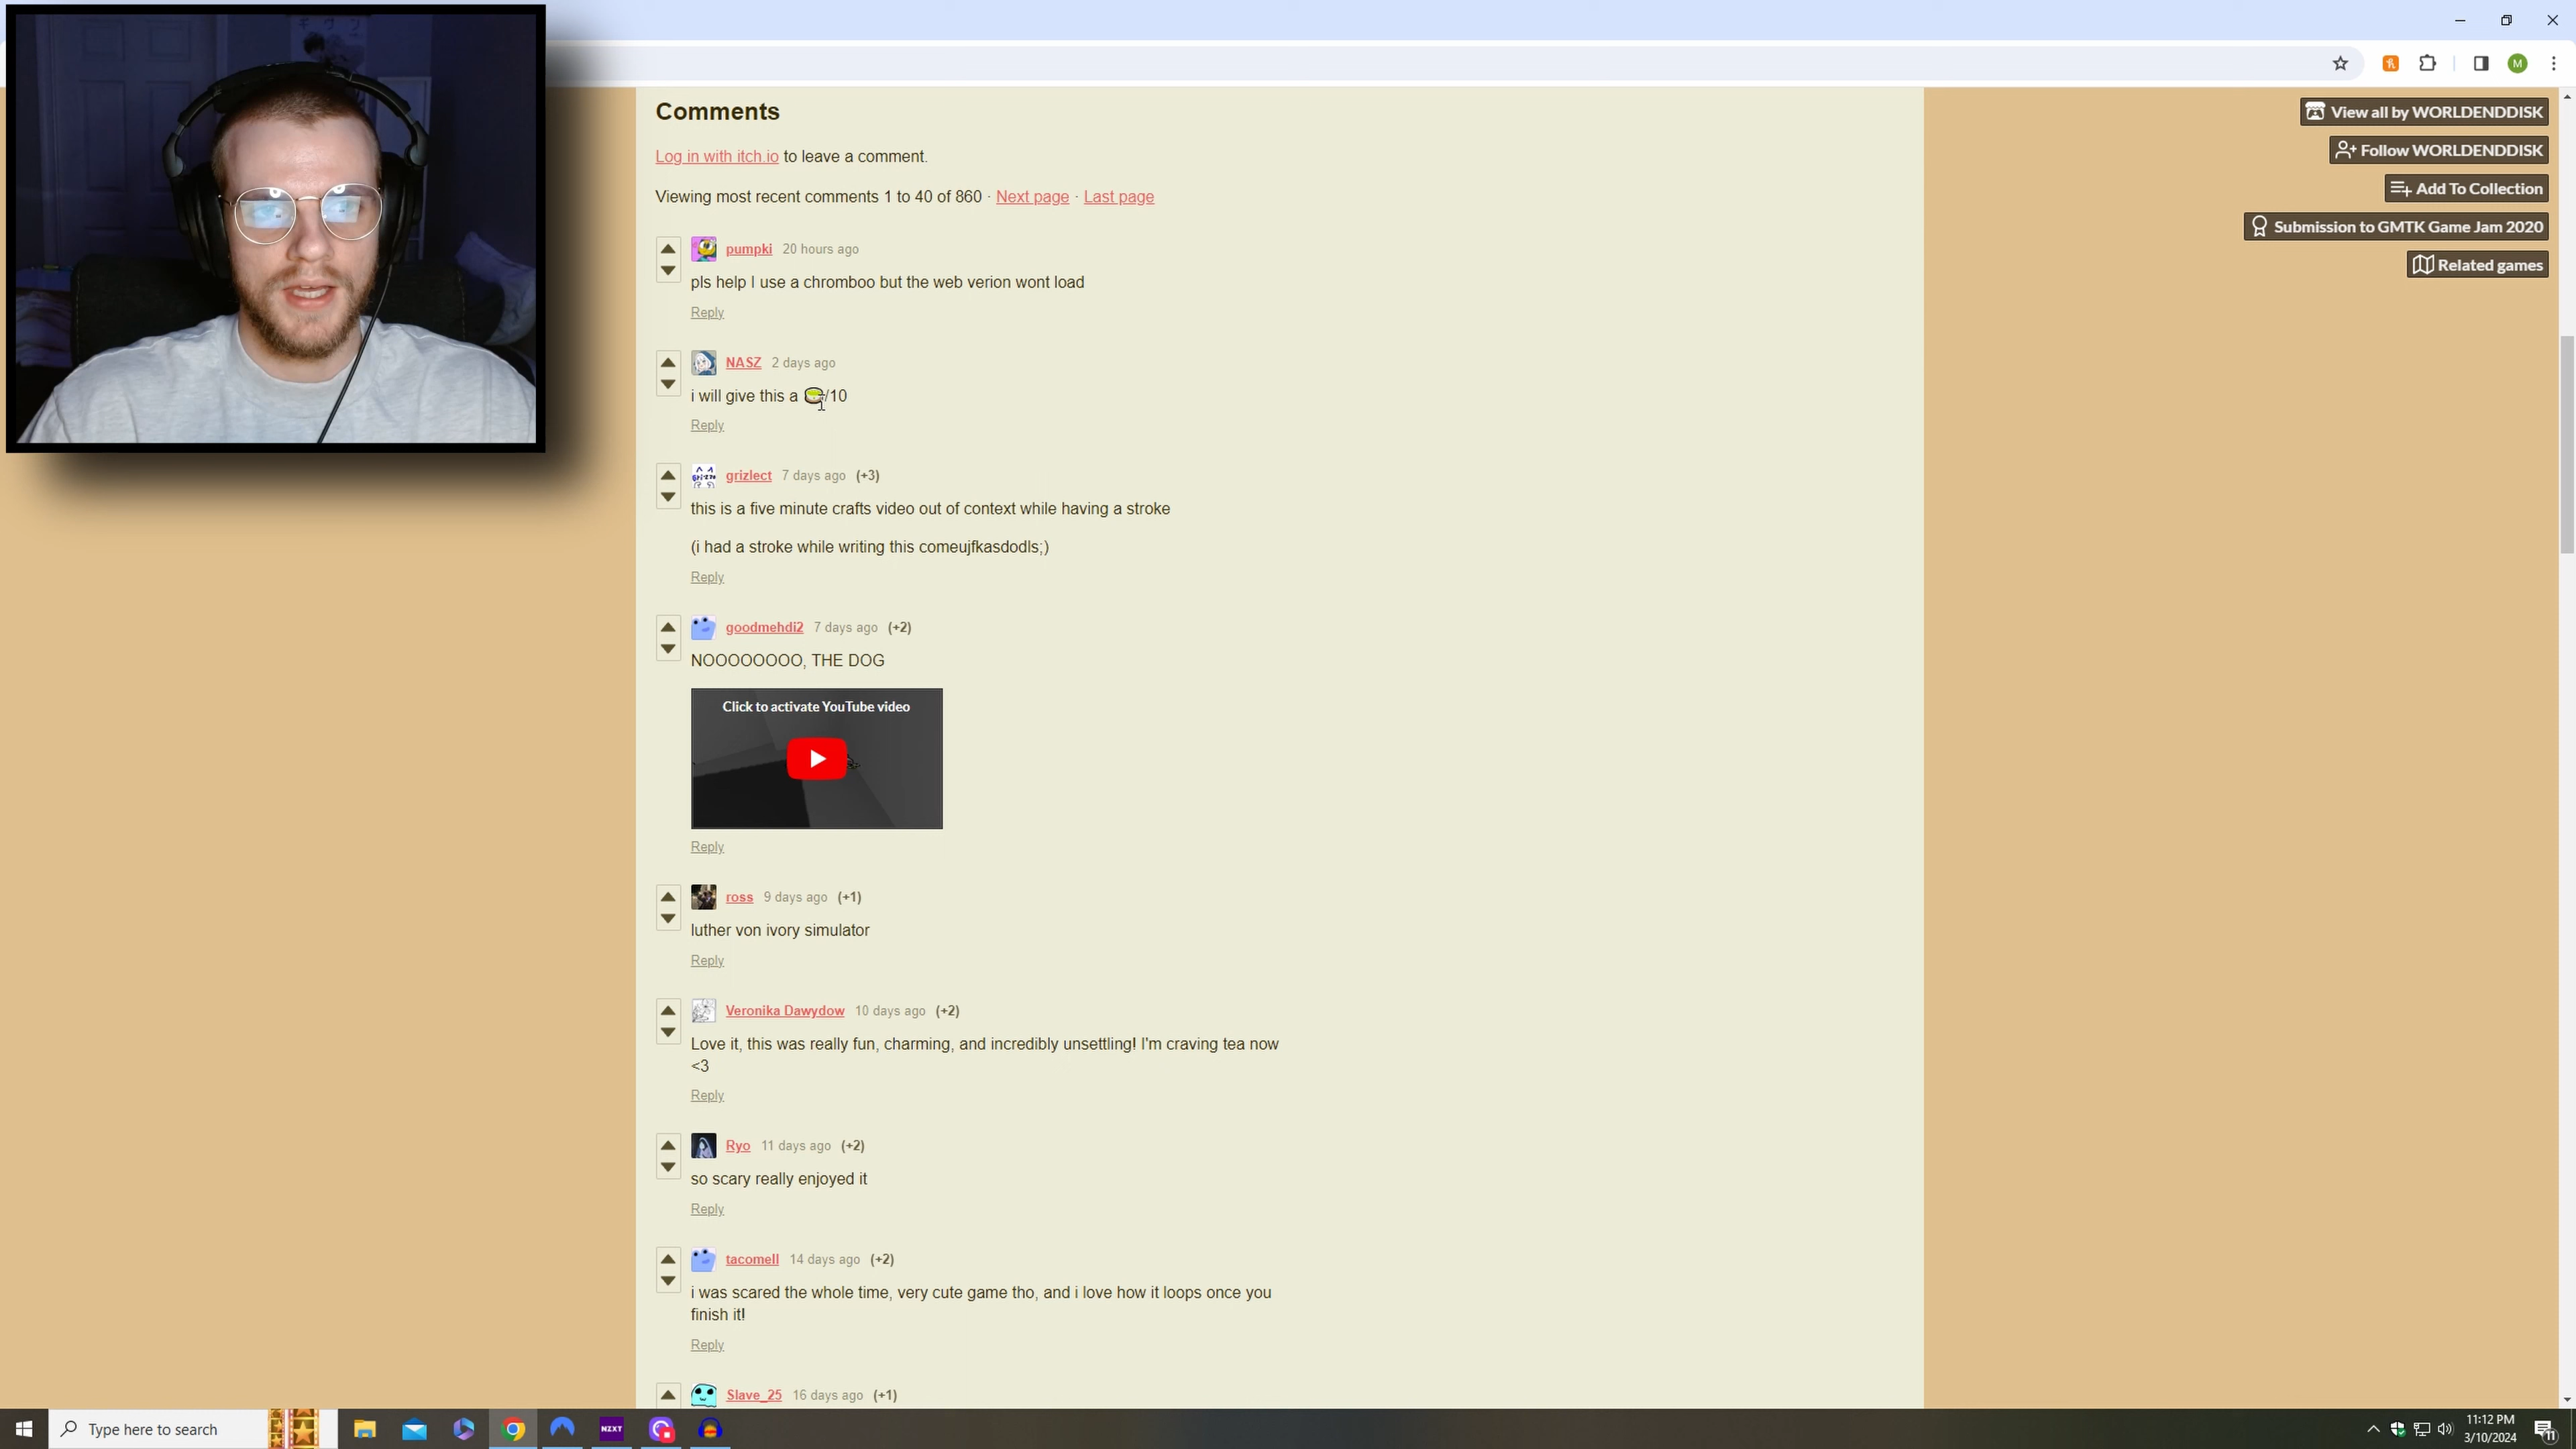 View all by WORLDENDDISK
Follow WORLDENDDISK
Add To Collection
Submission to GMTK Game Jam 2020
Related games
Comments
Log in with itch.io to leave a comment.
Viewing most recent comments 1 to 40 of 860 · Next page · Last page
pumpki 20 hours ago
pls help I use a chromboo but the web verion wont load
Reply
NASZ 2 days ago
i will give this a 🍵/10
Reply
grizlect 7 days ago (+3)
this is a five minute crafts video out of context while having a stroke
(i had a stroke while writing this comeujfkasdodls;)
Reply
goodmehdi2 7 days ago (+2)
NOOOOOOOO, THE DOG
Click to activate YouTube video
Reply
ross 9 days ago (+1)
luther von ivory simulator
Reply
Veronika Dawydow 10 days ago (+2)
Love it, this was really fun, charming, and incredibly unsettling! I'm craving tea now
<3
Reply
Ryo 11 days ago (+2)
so scary really enjoyed it
Reply
tacomell 14 days ago (+2)
i was scared the whole time, very cute game tho, and i love how it loops once you
finish it!
Reply
Slave_25 16 days ago (+1)
Type here to search
NZXT
11:12 PM
3/10/2024
11
M